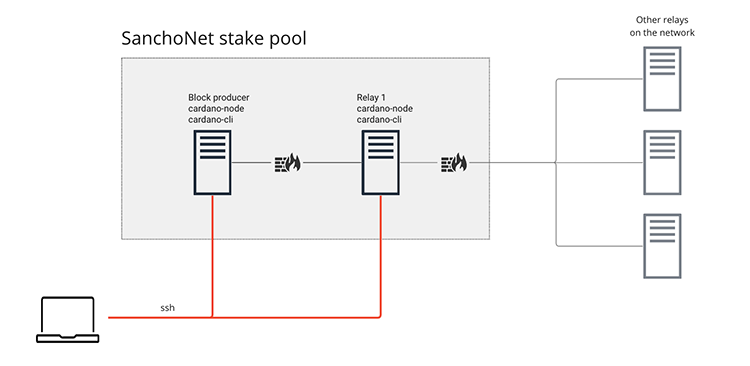 SanchoNet stake pool
Other relays
on the network
Block producer
cardano-node
cardano-cli
Relay 1
cardano-node
cardano-cli
ssh